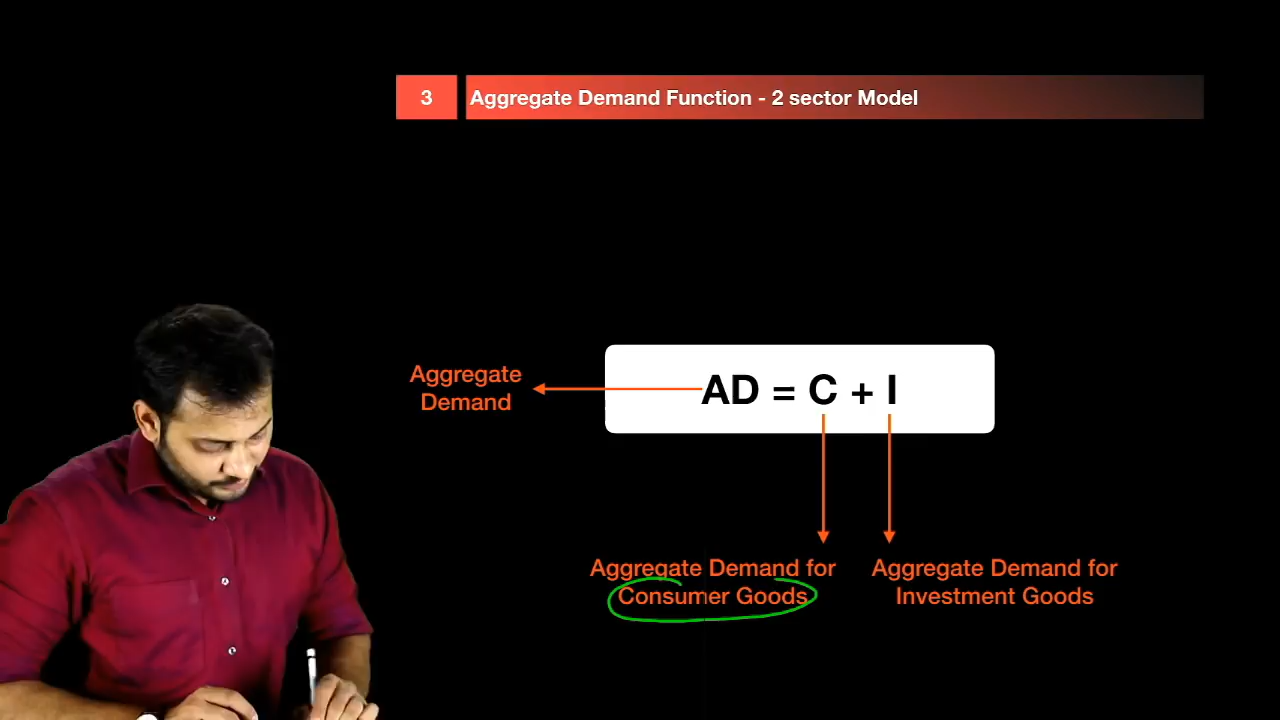 3 Aggregate Demand Function - 2 sector Model
Aggregate
Demand
AD = C + I
Aggregate Demand for
Consumer Goods
Aggregate Demand for
Investment Goods